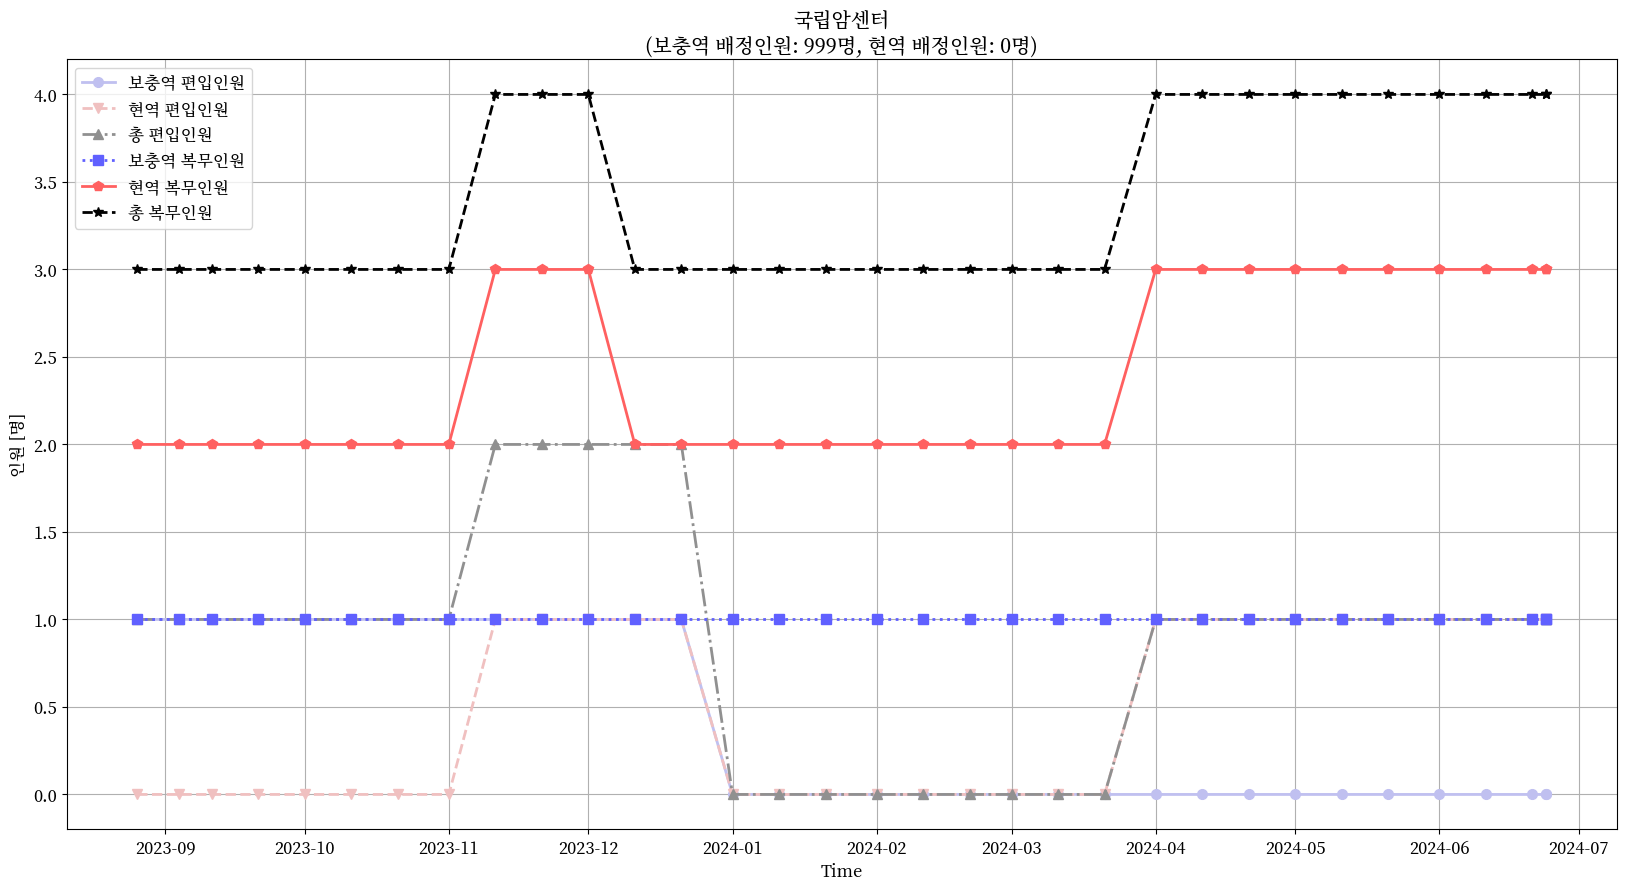 국립암센터
(보충역 배정인원: 999명, 현역 배정인원: 0명)
보충역 편입인원
현역 편입인원
총 편입인원
보충역 복무인원
현역 복무인원
총 복무인원
인원 [명]
4.0
3.5
3.0
2.5
2.0
1.5
1.0
0.5
0.0
2023-09
2023-10
2023-11
2023-12
2024-01
2024-02
2024-03
2024-04
2024-05
2024-06
2024-07
Time